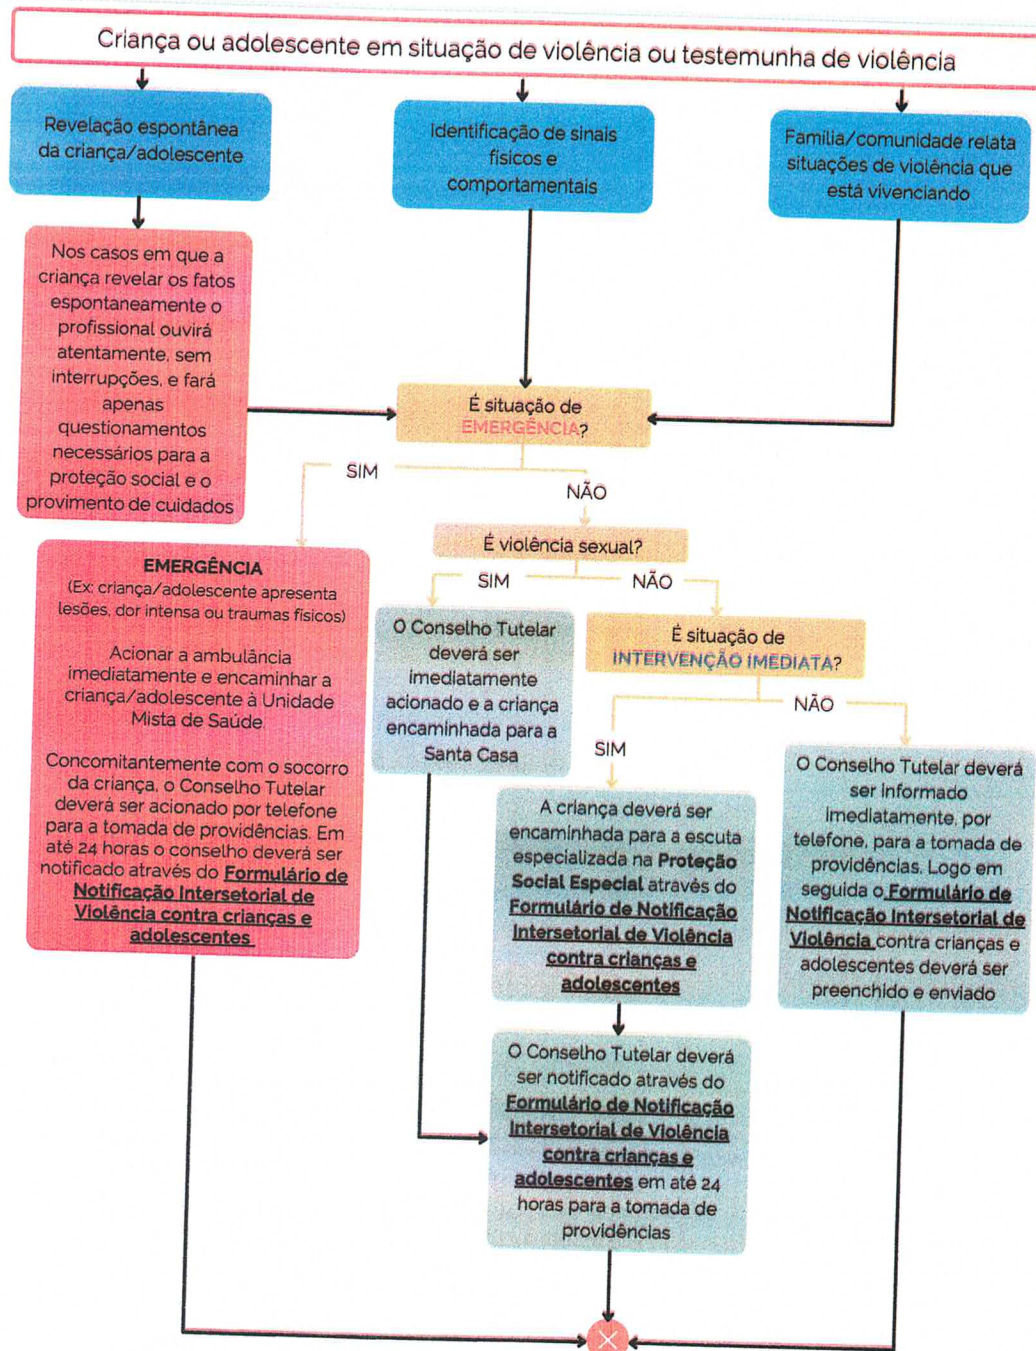 Criança ou adolescente em situação de violência ou testemunha de violência
Revelação espontânea
da criança/adolescente
Identificação de sinais
físicos e
comportamentais
Família/comunidade relata
situações de violência que
está vivenciando
Nos casos em que a
criança revelar os fatos
espontaneamente o
profissional ouvirá
atentamente, sem
interrupções, e fará
apenas
questionamentos
necessários para a
proteção social e o
provimento de cuidados
É situação de
EMERGÊNCIA?
SIM
NÃO
É violência sexual?
SIM
NÃO
EMERGÊNCIA
(Ex: criança/adolescente apresenta
lesões, dor intensa ou traumas físicos)
Acionar a ambulância
imediatamente e encaminhar a
criança/adolescente à Unidade
Mista de Saúde.
Concomitantemente com o socorro
da criança, o Conselho Tutelar
deverá ser acionado por telefone
para a tomada de providências. Em
até 24 horas o conselho deverá ser
notificado através do Formulário de
Notificação Intersetorial de
Violência contra crianças e
adolescentes
O Conselho Tutelar
deverá ser
imediatamente
acionado e a criança
encaminhada para a
Santa Casa
É situação de
INTERVENÇÃO IMEDIATA?
SIM
NÃO
A criança deverá ser
encaminhada para a escuta
especializada na Proteção
Social Especial através do
Formulário de Notificação
Intersetorial de Violência
contra crianças e
adolescentes
O Conselho Tutelar deverá
ser informado
imediatamente, por
telefone, para a tomada de
providências. Logo em
seguida o Formulário de
Notificação Intersetorial de
Violência contra crianças e
adolescentes deverá ser
preenchido e enviado
O Conselho Tutelar deverá
ser notificado através do
Formulário de Notificação
Intersetorial de Violência
contra crianças e
adolescentes em até 24
horas para a tomada de
providências